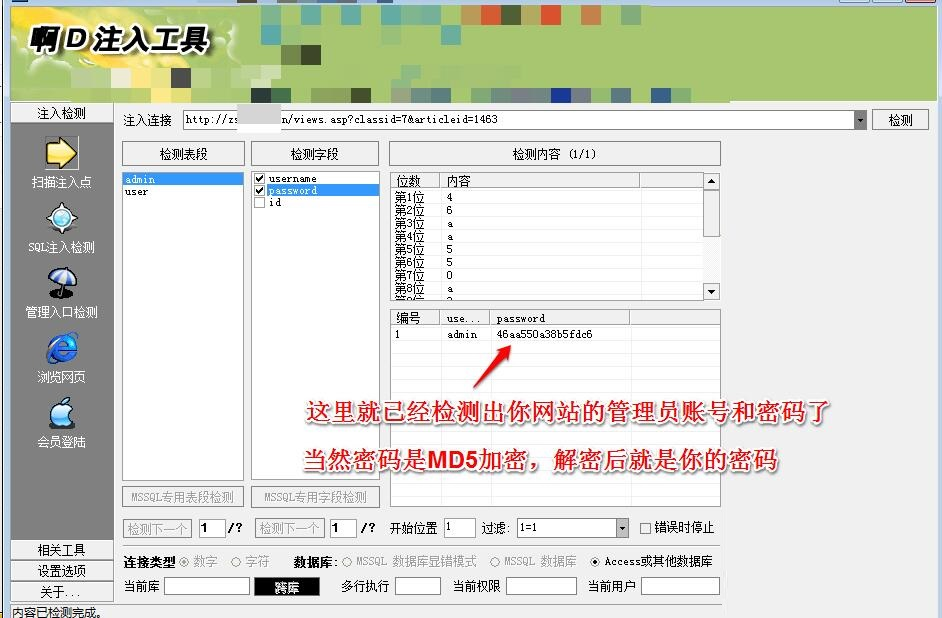 啊D注入工具
注入检测
注入连接 http://zs n/views.asp?classid=7&articleid=1463 检测
检测表段 检测字段 检测内容 (1/1)
扫描注入点
SQL注入检测
管理入口检测
浏览网页
会员登陆
admin
user
username
password
id
位数 内容
第1位 4
第2位 6
第3位 a
第4位 a
第5位 5
第6位 5
第7位 0
第8位 a
编号 use... password
1 admin 46aa550a38b5fdc6
这里就已经检测出你网站的管理员账号和密码了
当然密码是MD5加密，解密后就是你的密码
MSSQL专用表段检测 MSSQL专用字段检测
检测下一个 1 /? 检测下一个 1 /? 开始位置 1 过滤: 1=1 错误时停止
相关工具
设置选项
关于...
连接类型 数字 字符 数据库: MSSQL 数据库显错模式 MSSQL 数据库 Access或其他数据库
当前库 跨库 多行执行 当前权限 当前用户
内容已检测完成。